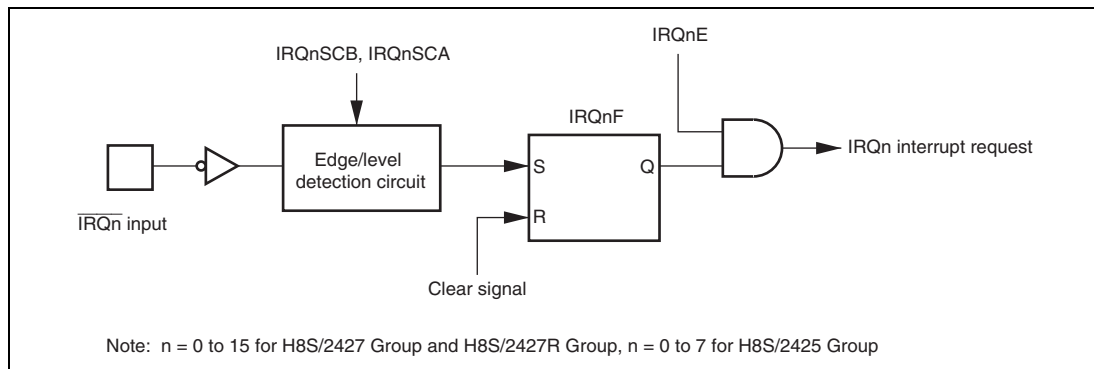 IRQnE
IRQnSCB, IRQnSCA
IRQnF
Edge/level
detection circuit
S
Q
R
IRQn interrupt request
IRQn input
Clear signal
Note: n = 0 to 15 for H8S/2427 Group and H8S/2427R Group, n = 0 to 7 for H8S/2425 Group